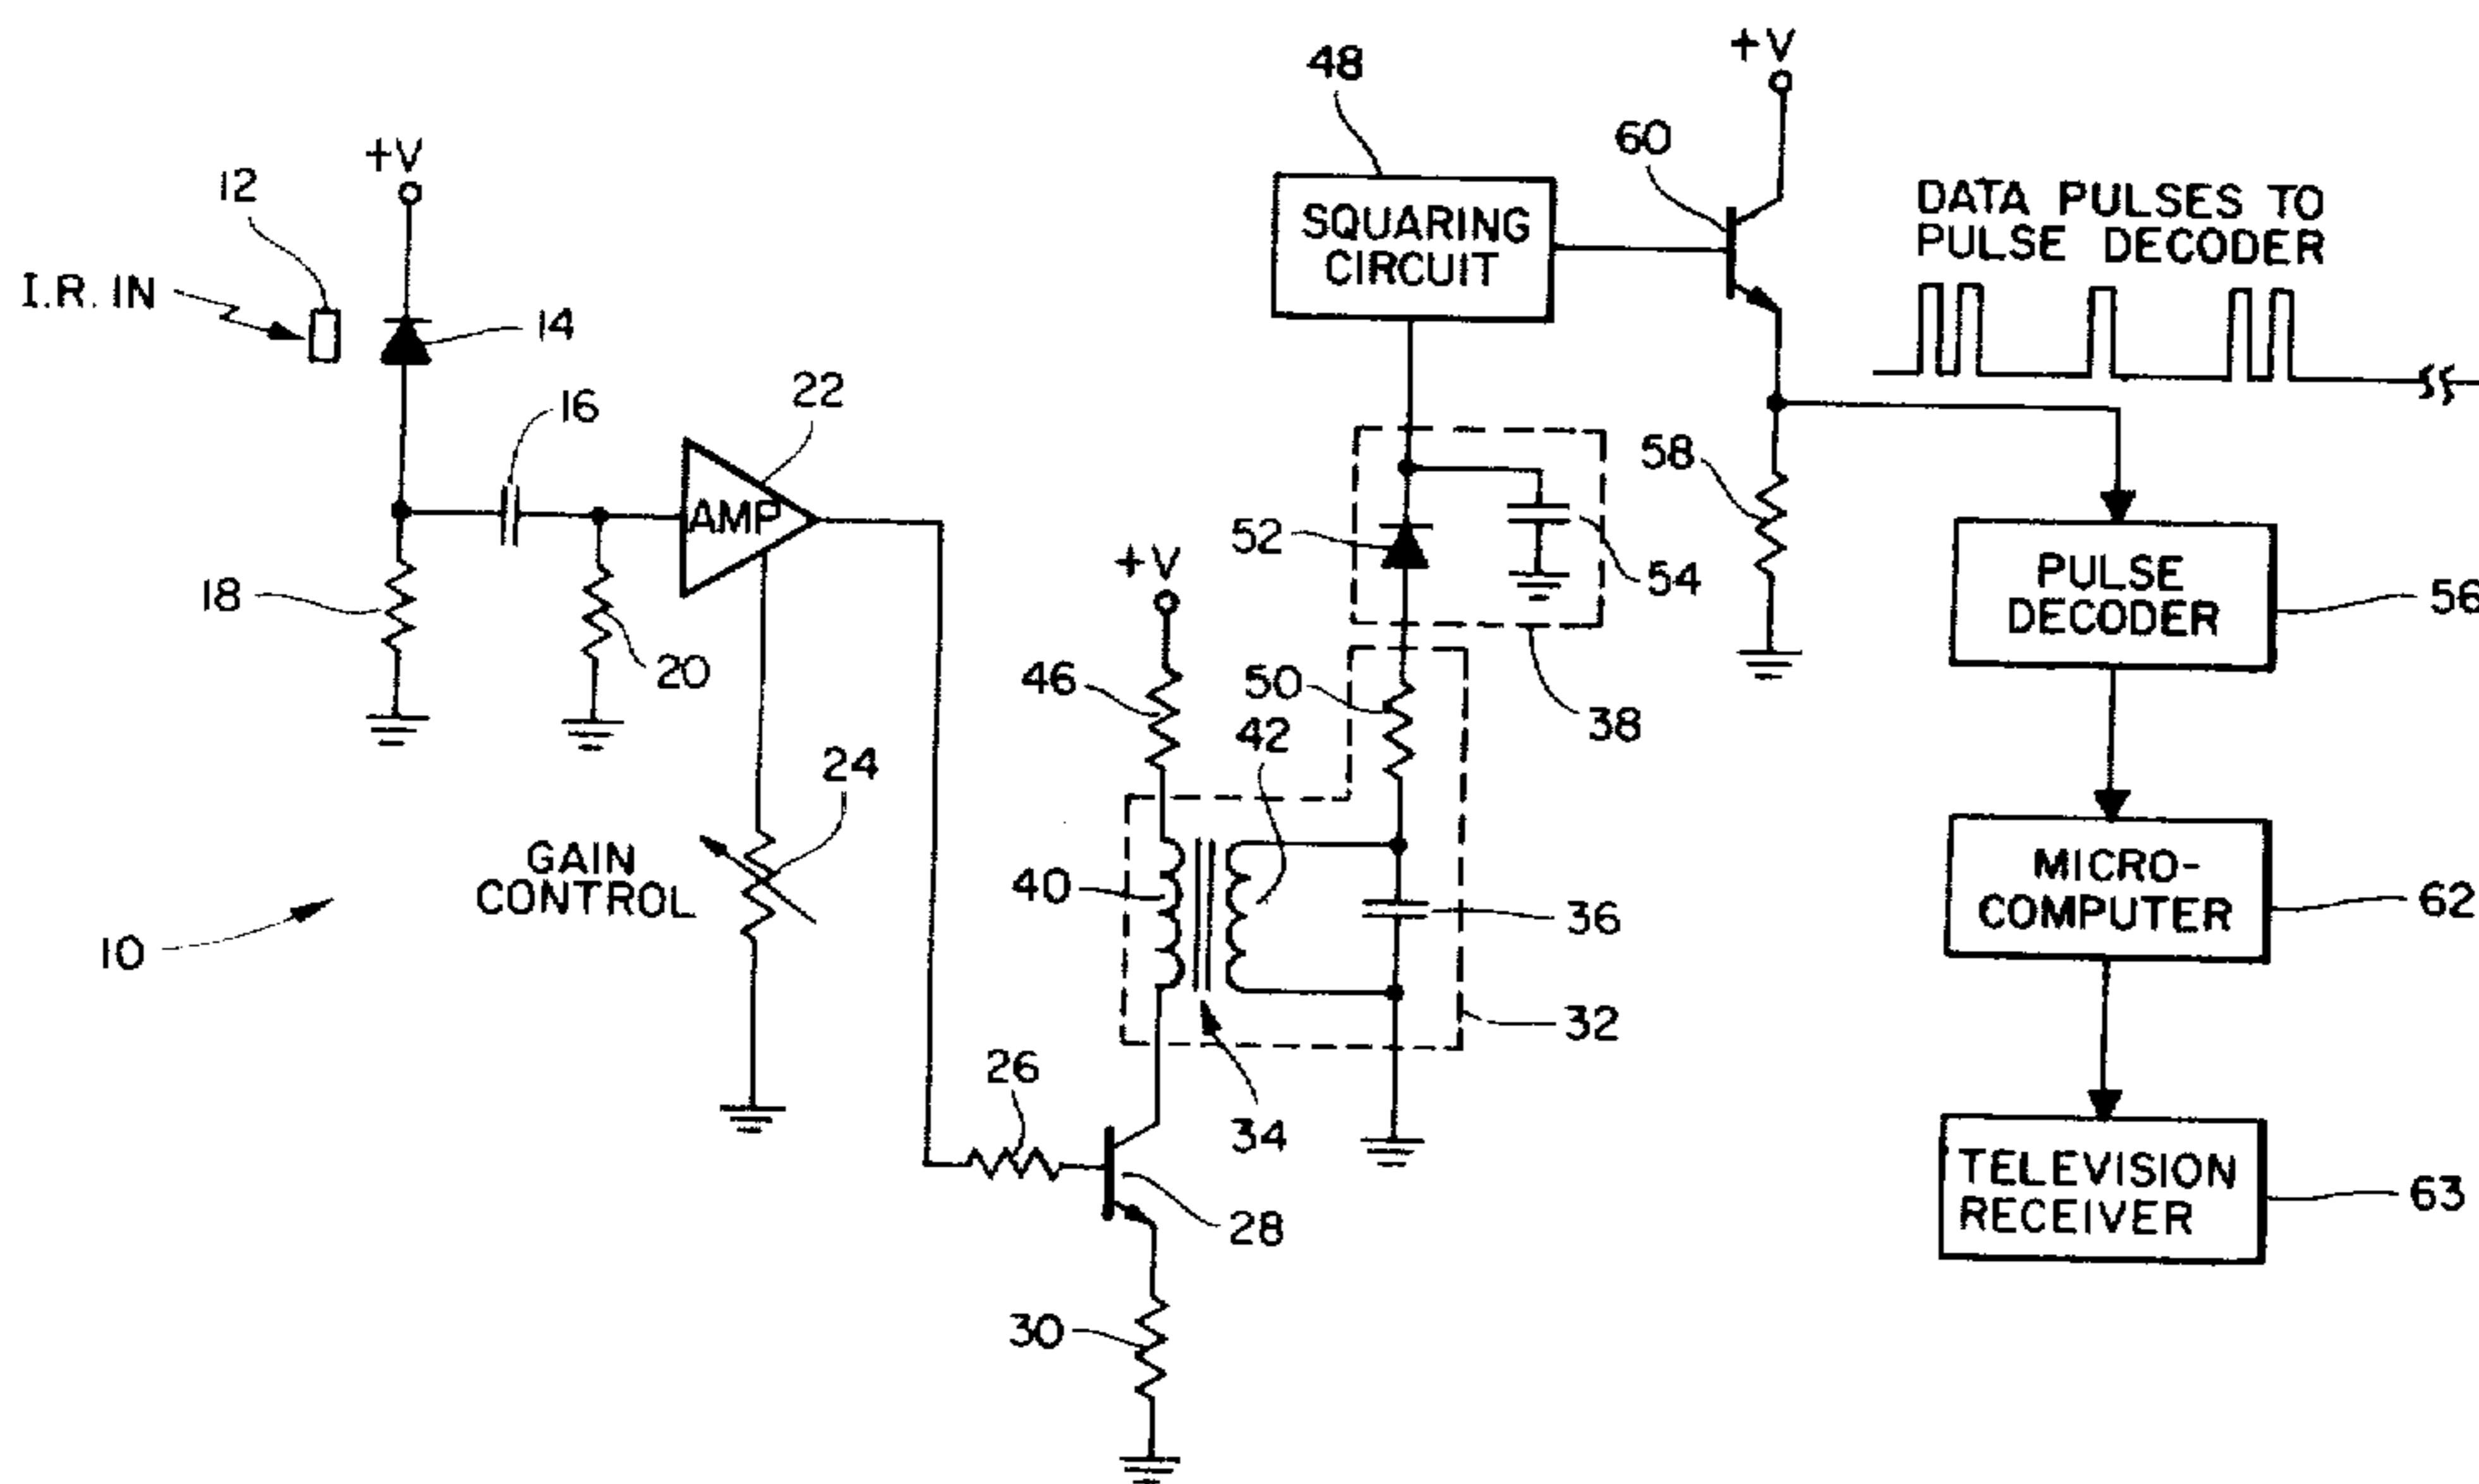 +V
48
+V
12
60
I.R. IN
14
SQUARING
CIRCUIT
DATA PULSES TO
PULSE DECODER
16
22
AMP
18
20
58
52
54
+V
PULSE
DECODER
56
46
50
42
38
24
GAIN
CONTROL
40
36
MICRO-
COMPUTER
62
10
32
26
34
28
TELEVISION
RECEIVER
63
30